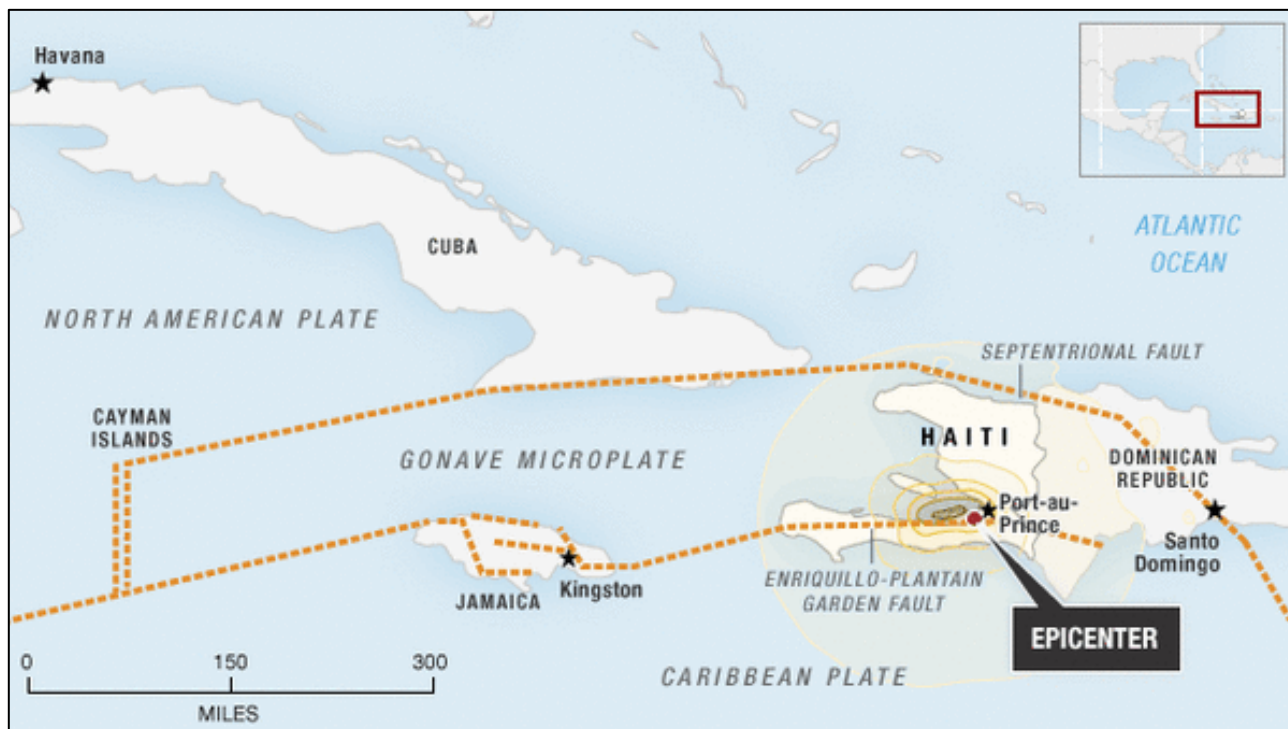 Havana
CUBA
ATLANTIC
OCEAN
NORTH AMERICAN PLATE
SEPTENTRIONAL FAULT
CAYMAN
ISLANDS
HAITI
GONAVE MICROPLATE
DOMINICAN
REPUBLIC
Port-au-
Prince
Santo
Domingo
Kingston
JAMAICA
ENRIQUILLO-PLANTAIN
GARDEN FAULT
EPICENTER
CARIBBEAN PLATE
0 150 300
MILES